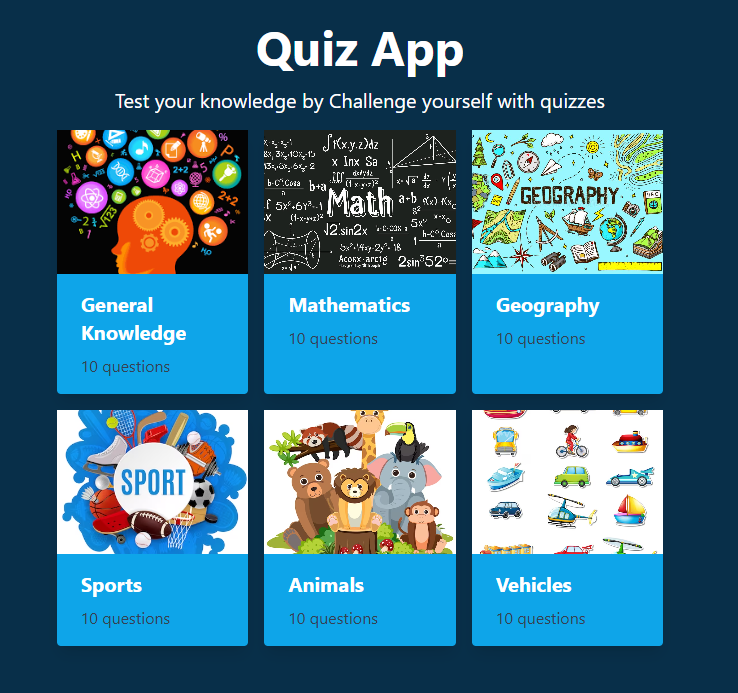 Quiz App
Test your knowledge by Challenge yourself with quizzes
Math
GEOGRAPHY
General
Knowledge
10 questions
Mathematics
10 questions
Geography
10 questions
SPORT
Sports
10 questions
Animals
10 questions
Vehicles
10 questions